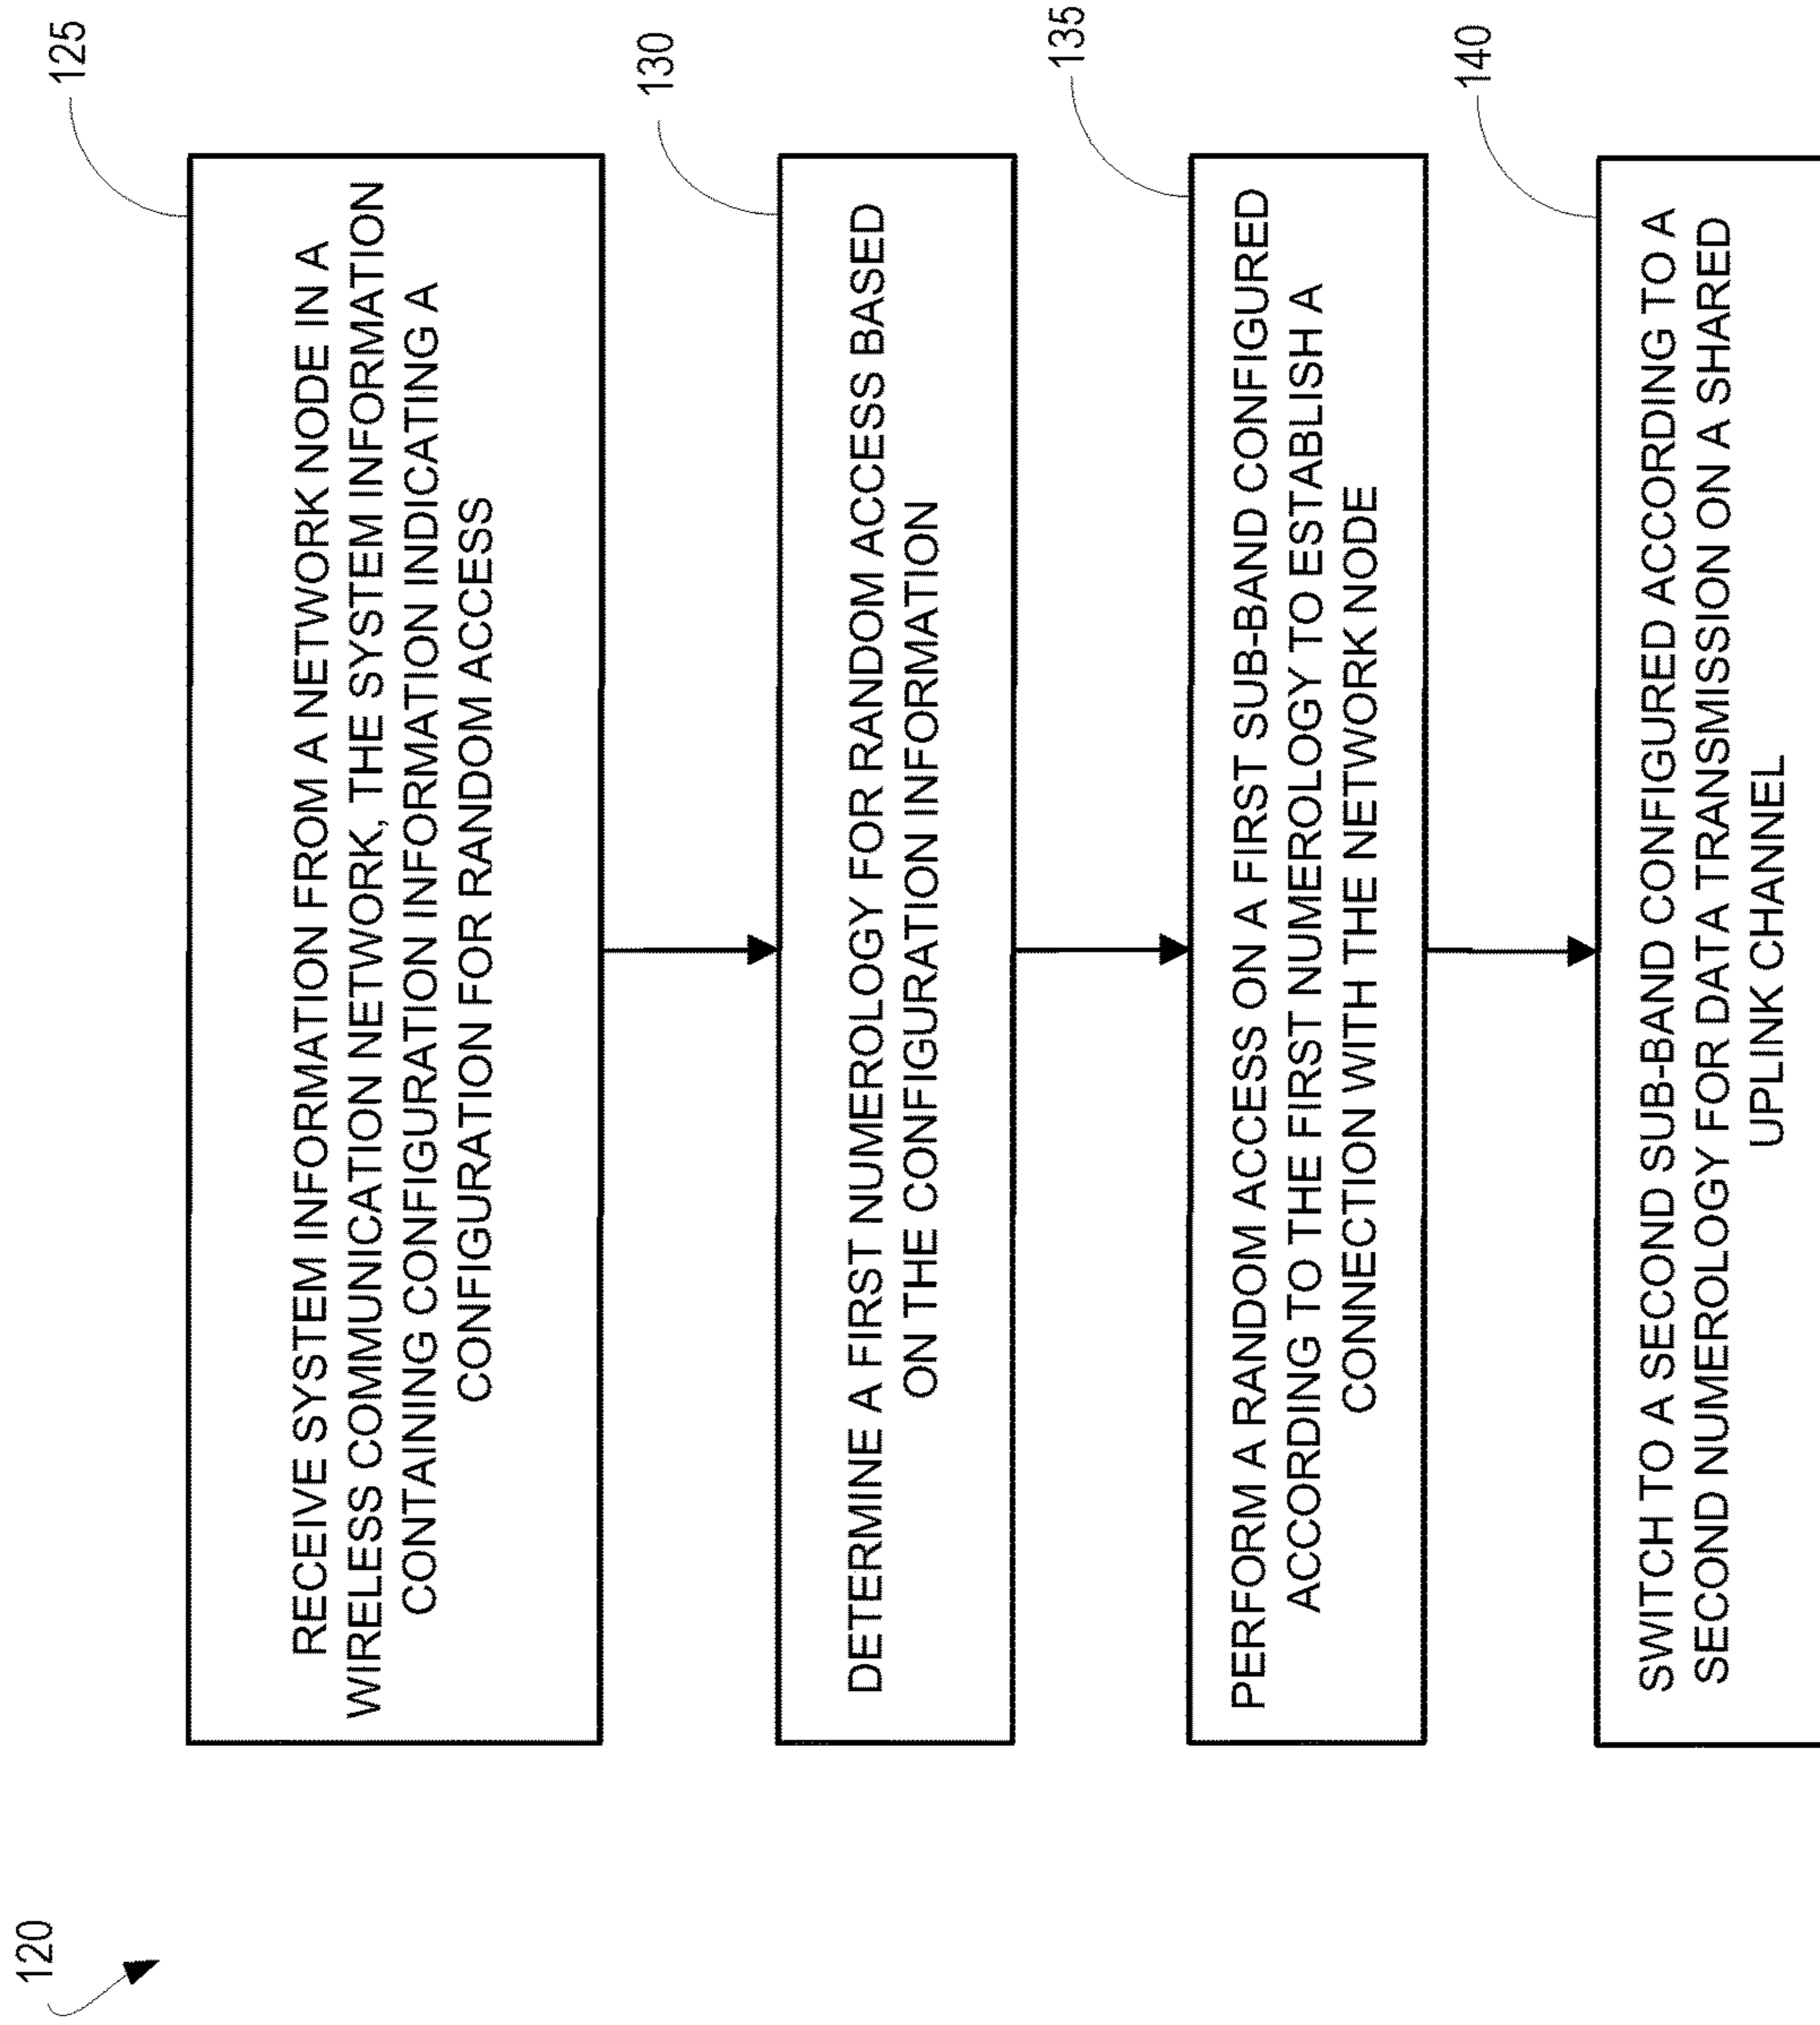 120
125
RECEIVE SYSTEM INFORMATION FROM A NETWORK NODE IN A
WIRELESS COMMUNICATION NETWORK, THE SYSTEM INFORMATION
CONTAINING CONFIGURATION INFORMATION INDICATING A
CONFIGURATION FOR RANDOM ACCESS
130
DETERMINE A FIRST NUMEROLOGY FOR RANDOM ACCESS BASED
ON THE CONFIGURATION INFORMATION
135
PERFORM A RANDOM ACCESS ON A FIRST SUB-BAND CONFIGURED
ACCORDING TO THE FIRST NUMEROLOGY TO ESTABLISH A
CONNECTION WITH THE NETWORK NODE
140
SWITCH TO A SECOND SUB-BAND CONFIGURED ACCORDING TO A
SECOND NUMEROLOGY FOR DATA TRANSMISSION ON A SHARED
UPLINK CHANNEL